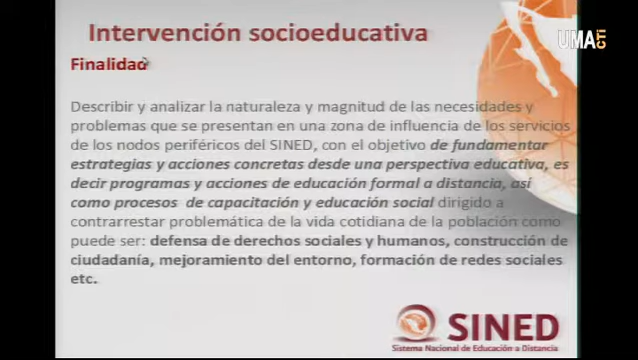 Intervención socioeducativa
UMA CTI
Finalidad
Describir y analizar la naturaleza y magnitud de las necesidades y
problemas que se presentan en una zona de influencia de los servicios
de los nodos periféricos del SINED, con el objetivo de fundamentar
estrategias y acciones concretas desde una perspectiva educativa, es
decir programas y acciones de educación formal a distancia, así
como procesos de capacitación y educación social dirigido a
contrarrestar problemática de la vida cotidiana de la población como
puede ser: defensa de derechos sociales y humanos, construcción de
ciudadanía, mejoramiento del entorno, formación de redes sociales
etc.
SINED
Sistema Nacional de Educación a Distancia